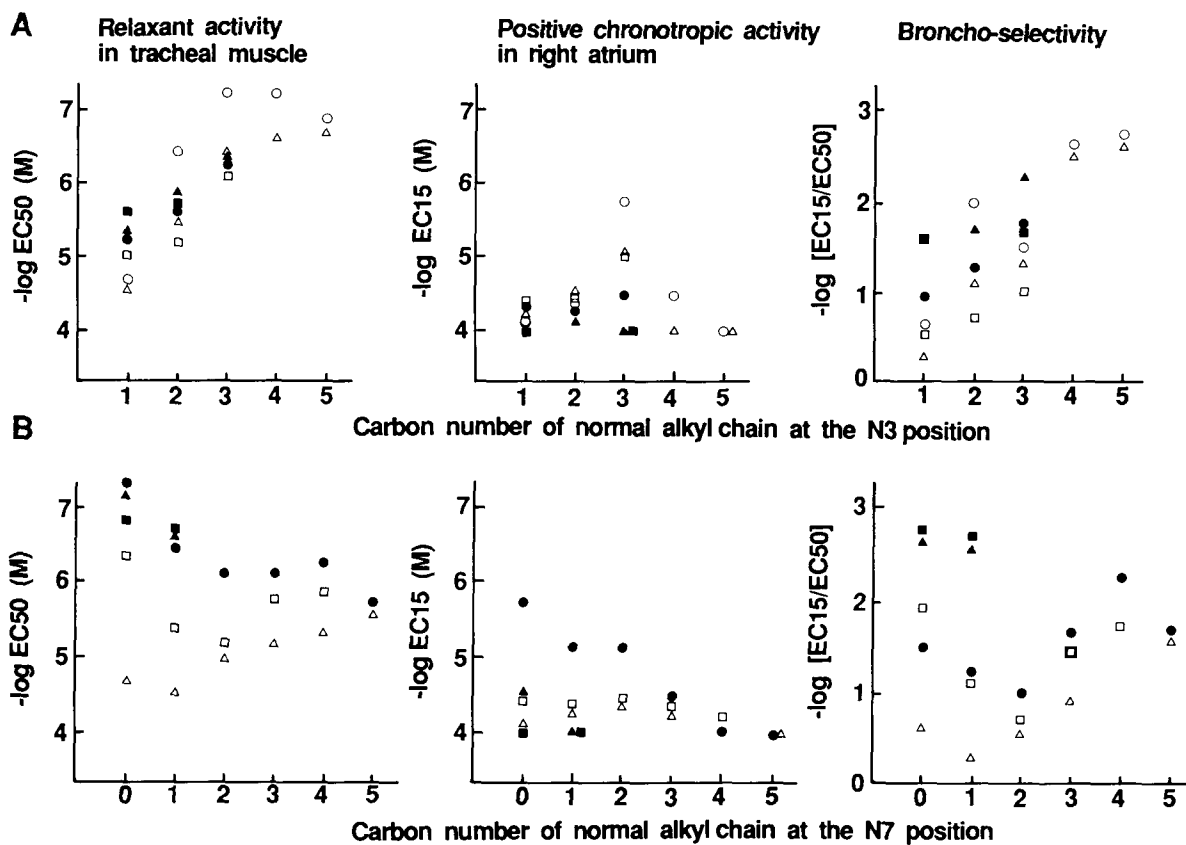 A
Relaxant activity
in tracheal muscle
Positive chronotropic activity
in right atrium
Broncho-selectivity
-log EC50 (M)
7
6
5
4
1 2 3 4 5
-log EC15 (M)
7
6
5
4
1 2 3 4 5
-log [EC15/EC50]
3
2
1
0
1 2 3 4 5
Carbon number of normal alkyl chain at the N3 position
B
-log EC50 (M)
7
6
5
4
0 1 2 3 4 5
-log EC15 (M)
7
6
5
4
0 1 2 3 4 5
-log [EC15/EC50]
3
2
1
0
0 1 2 3 4 5
Carbon number of normal alkyl chain at the N7 position